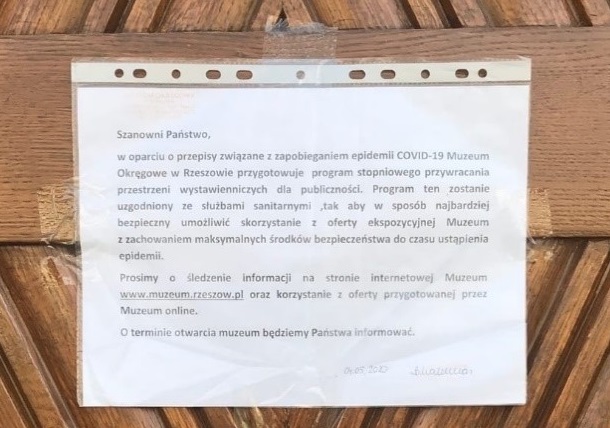 Szanowni Państwo,
w oparciu o przepisy związane z zapobieganiem epidemii COVID-19 Muzeum
Okręgowe w Rzeszowie przygotowuje program stopniowego przywracania
przestrzeni wystawienniczych dla publiczności. Program ten zostanie
uzgodniony ze służbami sanitarnymi ,tak aby w sposób najbardziej
bezpieczny umożliwić skorzystanie z oferty ekspozycyjnej Muzeum
z zachowaniem maksymalnych środków bezpieczeństwa do czasu ustąpienia
epidemii.
Prosimy o śledzenie informacji na stronie internetowej Muzeum
www.muzeum.rzeszow.pl oraz korzystanie z oferty przygotowanej przez
Muzeum online.
O terminie otwarcia muzeum będziemy Państwa informować.